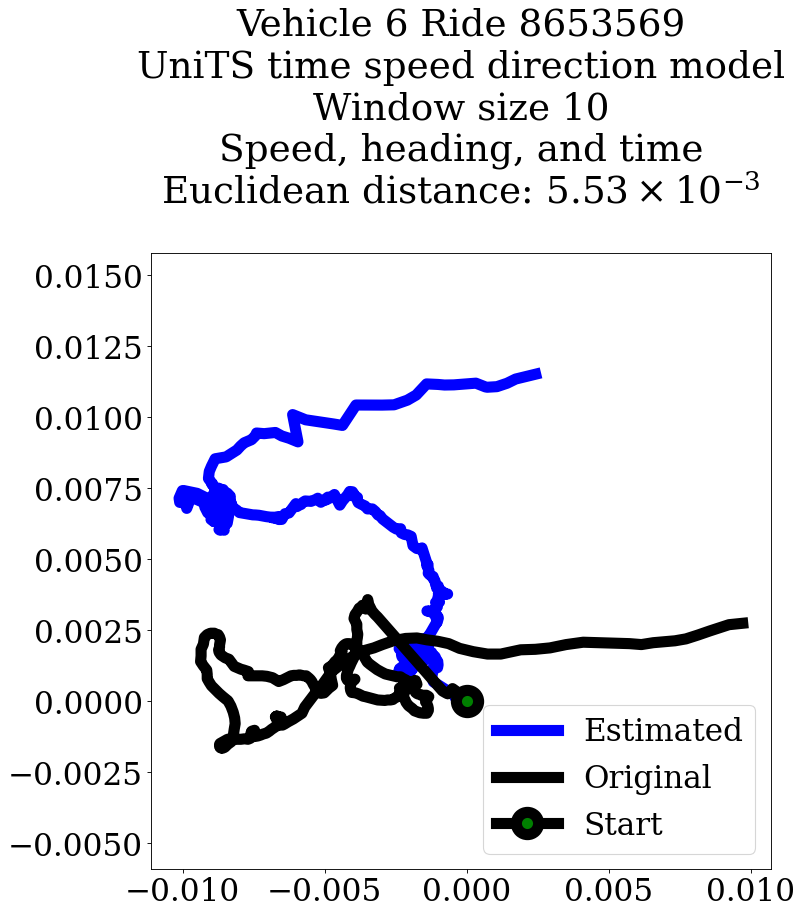 Vehicle 6 Ride 8653569
UniTS time speed direction model
Window size 10
Speed, heading, and time
Euclidean distance: 5.53 × 10⁻³
0.0150
0.0125
0.0100
0.0075
0.0050
0.0025
0.0000
−0.0025
−0.0050
Estimated
Original
Start
−0.010 −0.005 0.000 0.005 0.010